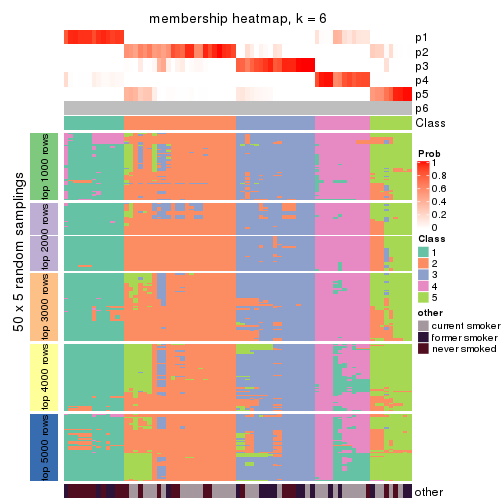 membership heatmap, k = 6
p1
p2
p3
p4
p5
p6
Class
50 x 5 random samplings
top 1000 rows
top 2000 rows
top 3000 rows
top 4000 rows
top 5000 rows
other
Prob
1
0.8
0.6
0.4
0.2
0
Class
1
2
3
4
5
other
current smoker
former smoker
never smoked